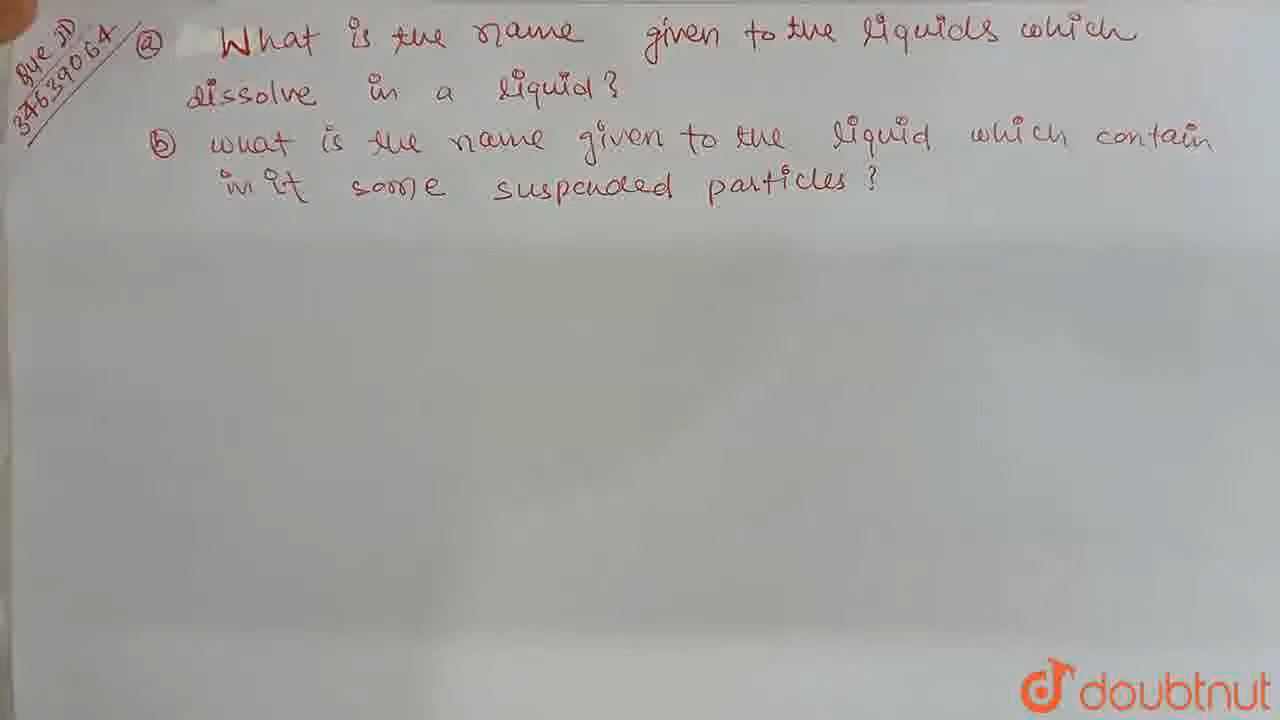 Que ID
34639064
(a) What is the name given to the liquids which
dissolve in a liquid?
(b) what is the name given to the liquid which contain
in it some suspended particles?
doubtnut